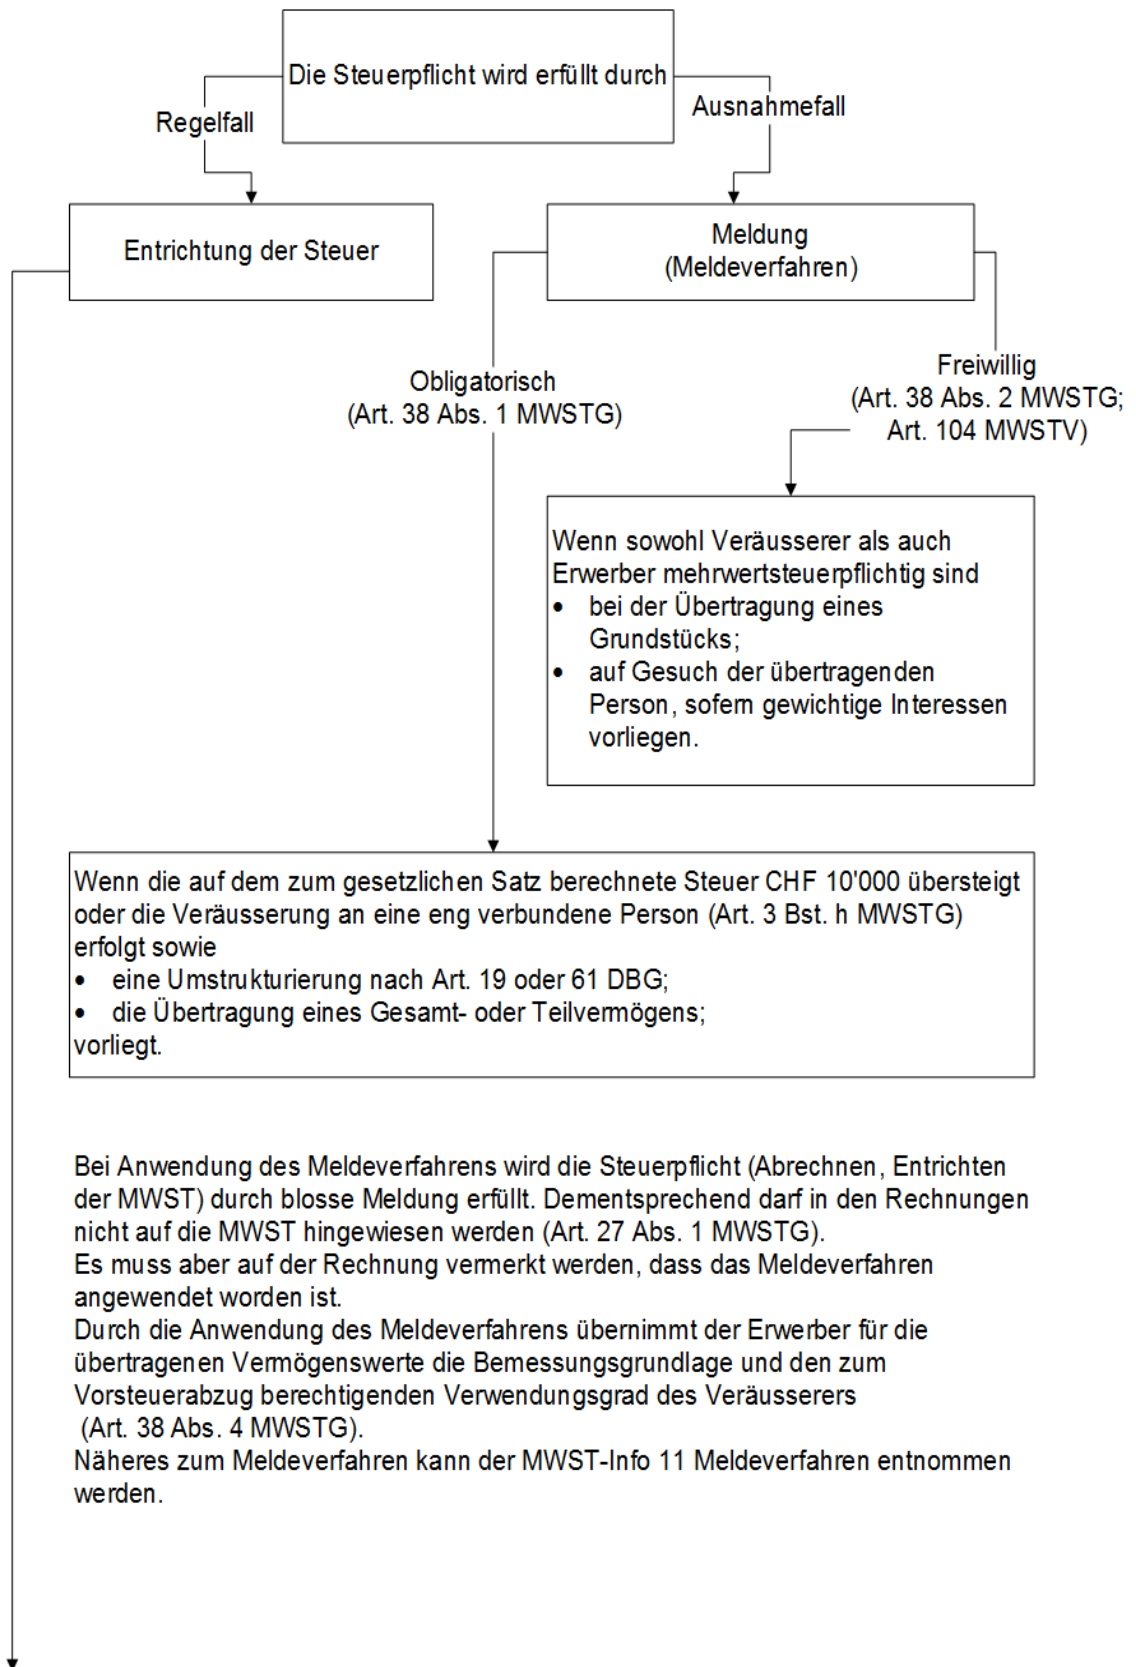 Die Steuerpflicht wird erfüllt durch
Regelfall
Ausnahmefall
Entrichtung der Steuer
Meldung
(Meldeverfahren)
Obligatorisch
(Art. 38 Abs. 1 MWSTG)
Freiwillig
(Art. 38 Abs. 2 MWSTG;
Art. 104 MWSTV)
Wenn sowohl Veräusserer als auch
Erwerber mehrwertsteuerpflichtig sind
• bei der Übertragung eines
Grundstücks;
• auf Gesuch der übertragenden
Person, sofern gewichtige Interessen
vorliegen.
Wenn die auf dem zum gesetzlichen Satz berechnete Steuer CHF 10'000 übersteigt
oder die Veräusserung an eine eng verbundene Person (Art. 3 Bst. h MWSTG)
erfolgt sowie
• eine Umstrukturierung nach Art. 19 oder 61 DBG;
• die Übertragung eines Gesamt- oder Teilvermögens;
vorliegt.
Bei Anwendung des Meldeverfahrens wird die Steuerpflicht (Abrechnen, Entrichten
der MWST) durch blosse Meldung erfüllt. Dementsprechend darf in den Rechnungen
nicht auf die MWST hingewiesen werden (Art. 27 Abs. 1 MWSTG).
Es muss aber auf der Rechnung vermerkt werden, dass das Meldeverfahren
angewendet worden ist.
Durch die Anwendung des Meldeverfahrens übernimmt der Erwerber für die
übertragenen Vermögenswerte die Bemessungsgrundlage und den zum
Vorsteuerabzug berechtigenden Verwendungsgrad des Veräusserers
(Art. 38 Abs. 4 MWSTG).
Näheres zum Meldeverfahren kann der MWST-Info 11 Meldeverfahren entnommen
werden.